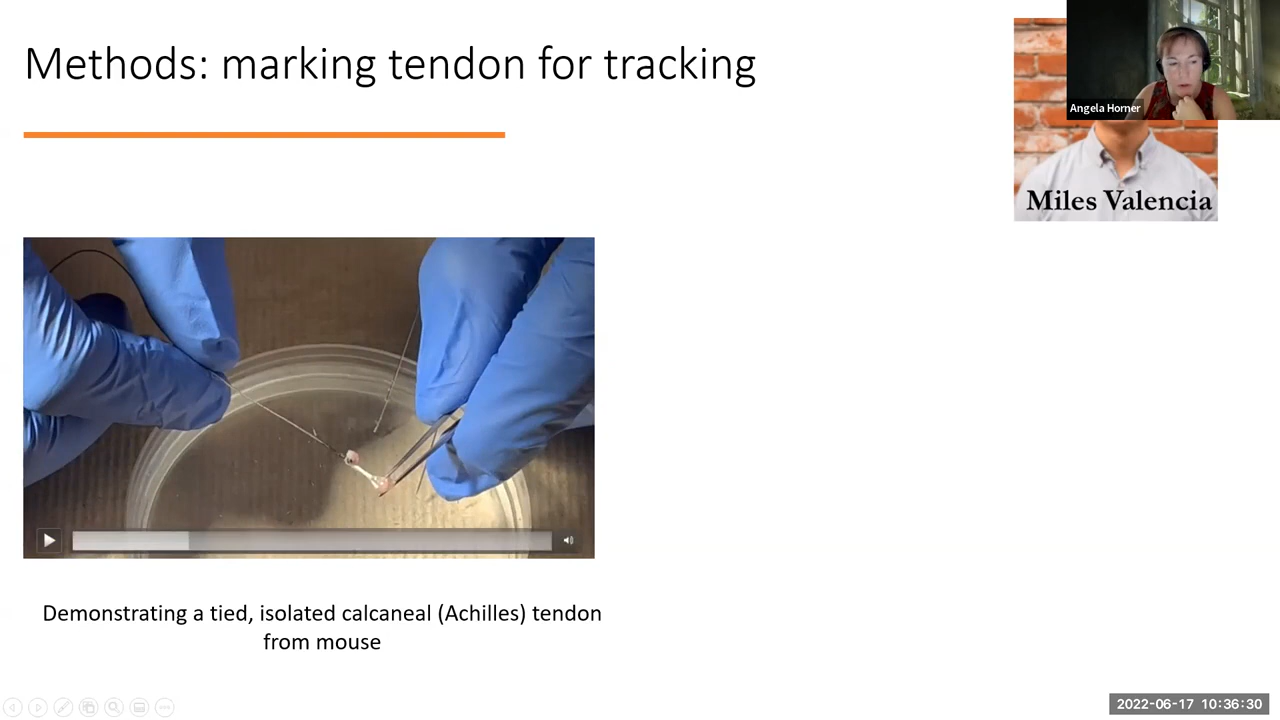 Methods: marking tendon for tracking
Angela Horner
Miles Valencia
Demonstrating a tied, isolated calcaneal (Achilles) tendon
from mouse
2022-06-17 10:36:30